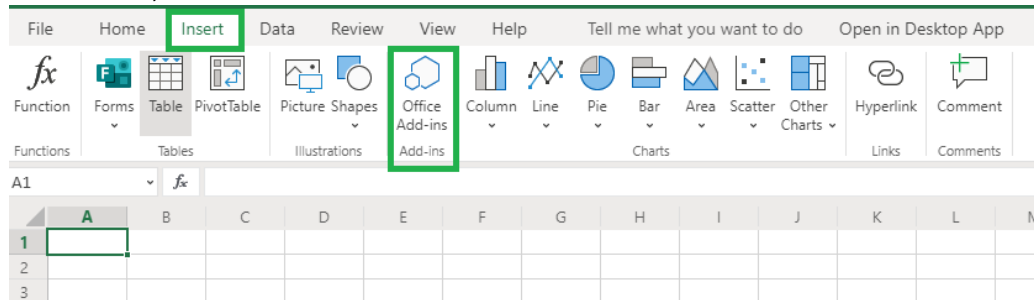 File Home Insert Data Review View Help Tell me what you want to do Open in Desktop App
fx
Function Forms Table PivotTable Picture Shapes Office Column Line Pie Bar Area Scatter Other Hyperlink Comment
Add-ins Charts
Functions Tables Illustrations Add-ins Charts Links Comments
A1 fx
A B C D E F G H I J K L
1
2
3